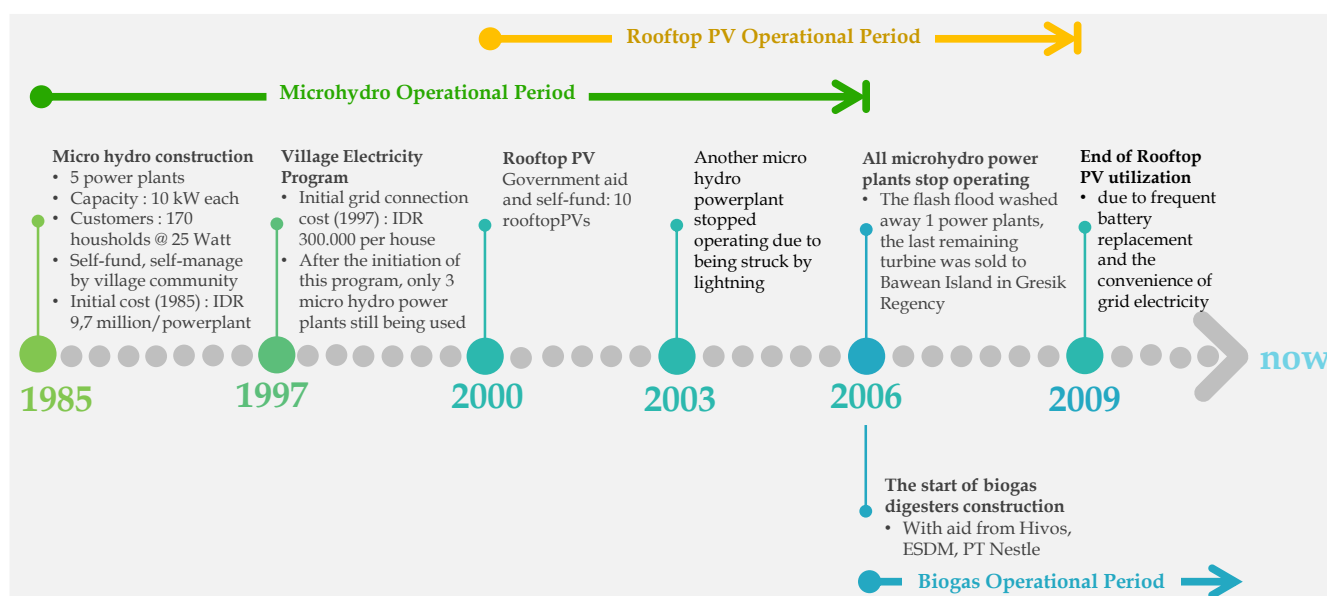 Rooftop PV Operational Period
Microhydro Operational Period
Micro hydro construction
• 5 power plants
• Capacity : 10 kW each
• Customers : 170
housholds @ 25 Watt
• Self-fund, self-manage
by village community
• Initial cost (1985) : IDR
9,7 million/powerplant
Village Electricity
Program
• Initial grid connection
cost (1997) : IDR
300.000 per house
• After the initiation of
this program, only 3
micro hydro power
plants still being used
Rooftop PV
Government aid
and self-fund: 10
rooftopPVs
Another micro
hydro
powerplant
stopped
operating due to
being struck by
lightning
All microhydro power
plants stop operating
• The flash flood washed
away 1 power plants,
the last remaining
turbine was sold to
Bawean Island in Gresik
Regency
End of Rooftop
PV utilization
• due to frequent
battery
replacement
and the
convenience of
grid electricity
1985
1997
2000
2003
2006
2009
now
The start of biogas
digesters construction
• With aid from Hivos,
ESDM, PT Nestle
Biogas Operational Period